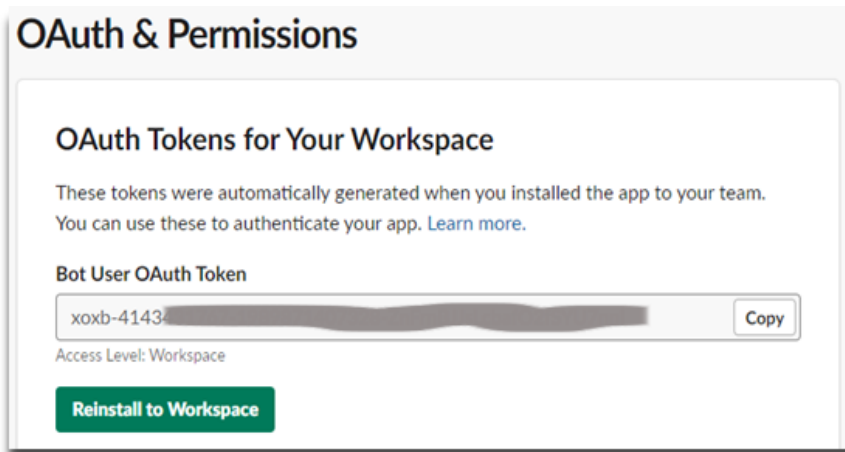 OAuth & Permissions
OAuth Tokens for Your Workspace
These tokens were automatically generated when you installed the app to your team.
You can use these to authenticate your app. Learn more.
Bot User OAuth Token
xoxb-4143
Copy
Access Level: Workspace
Reinstall to Workspace